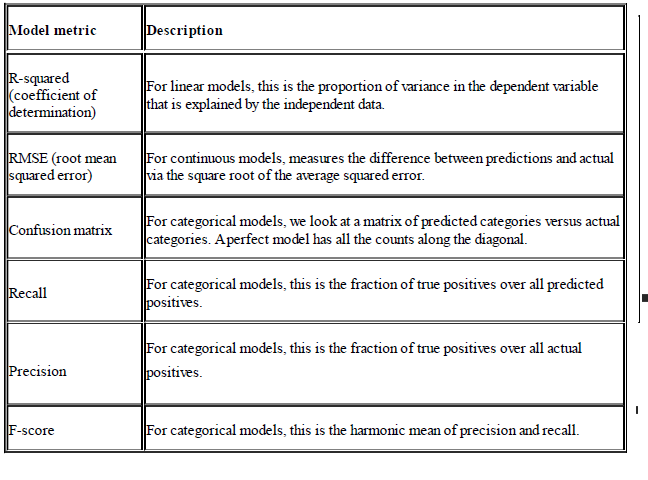 Model metric
Description
R-squared
(coefficient of
determination)
For linear models, this is the proportion of variance in the dependent variable
that is explained by the independent data.
RMSE (root mean
squared error)
For continuous models, measures the difference between predictions and actual
via the square root of the average squared error.
Confusion matrix
For categorical models, we look at a matrix of predicted categories versus actual
categories. A perfect model has all the counts along the diagonal.
Recall
For categorical models, this is the fraction of true positives over all predicted
positives.
Precision
For categorical models, this is the fraction of true positives over all actual
positives.
F-score
For categorical models, this is the harmonic mean of precision and recall.